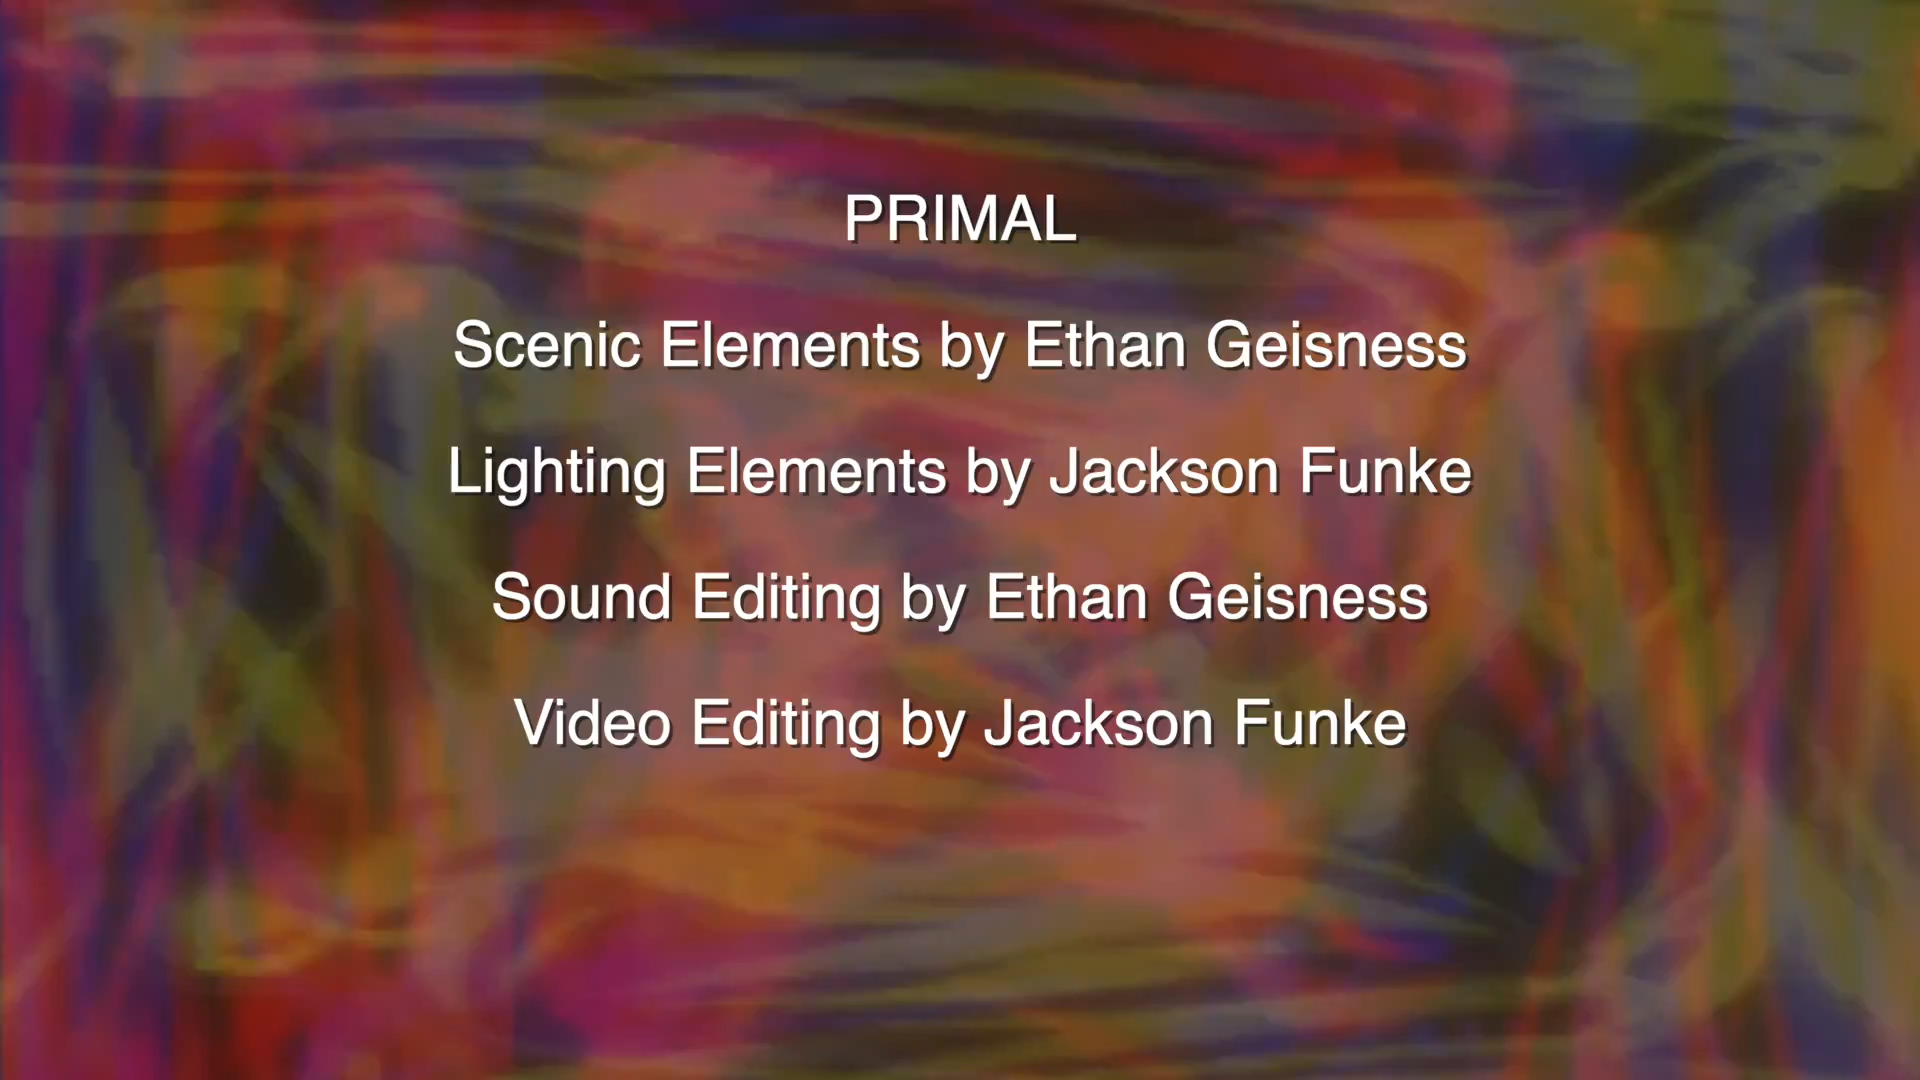 PRIMAL
Scenic Elements by Ethan Geisness
Lighting Elements by Jackson Funke
Sound Editing by Ethan Geisness
Video Editing by Jackson Funke